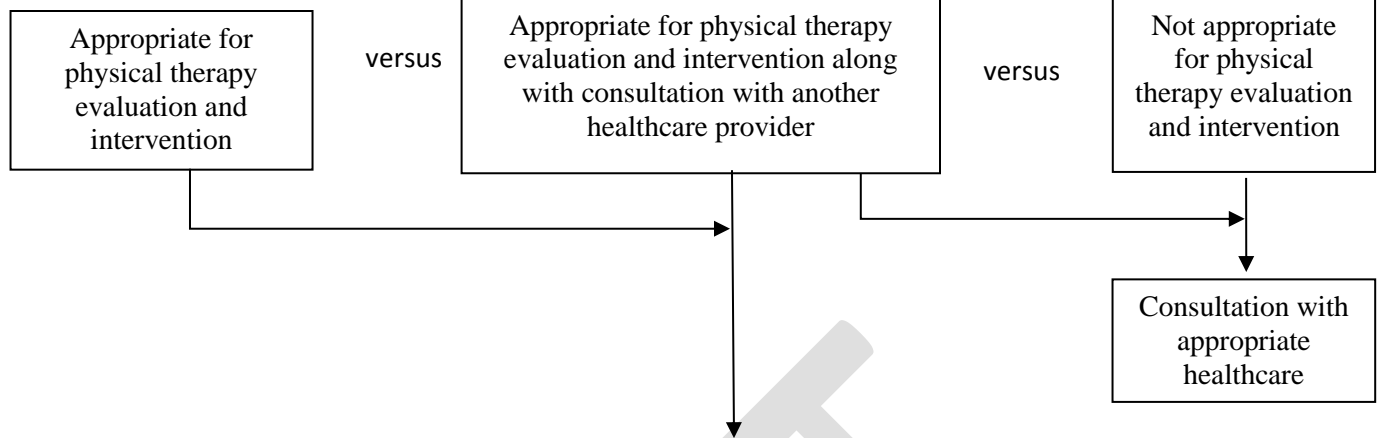 Appropriate for
physical therapy
evaluation and
intervention
versus
Appropriate for physical therapy
evaluation and intervention along
with consultation with another
healthcare provider
versus
Not appropriate
for physical
therapy evaluation
and intervention
Consultation with
appropriate
healthcare